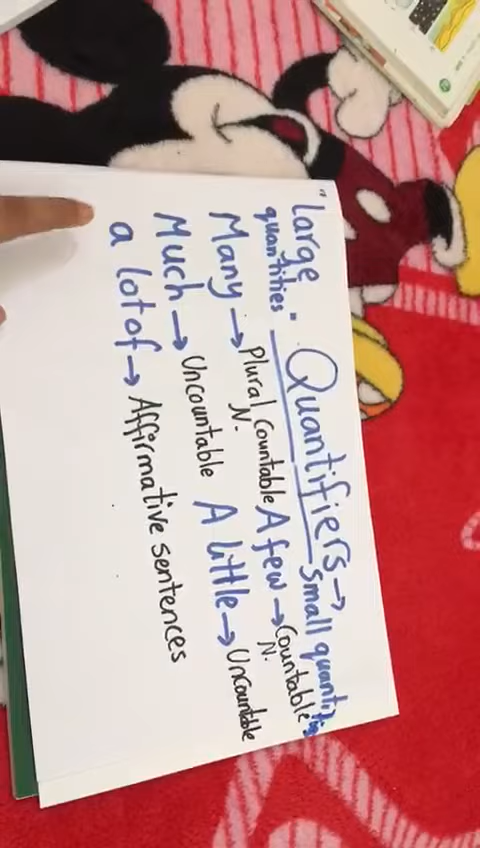 Quantifiers →
"Large quantities"
small quantities
Many → Plural Countable N.
A few → Countable N.
Much → Uncountable
A little → Uncountable
a lot of → Affirmative sentences